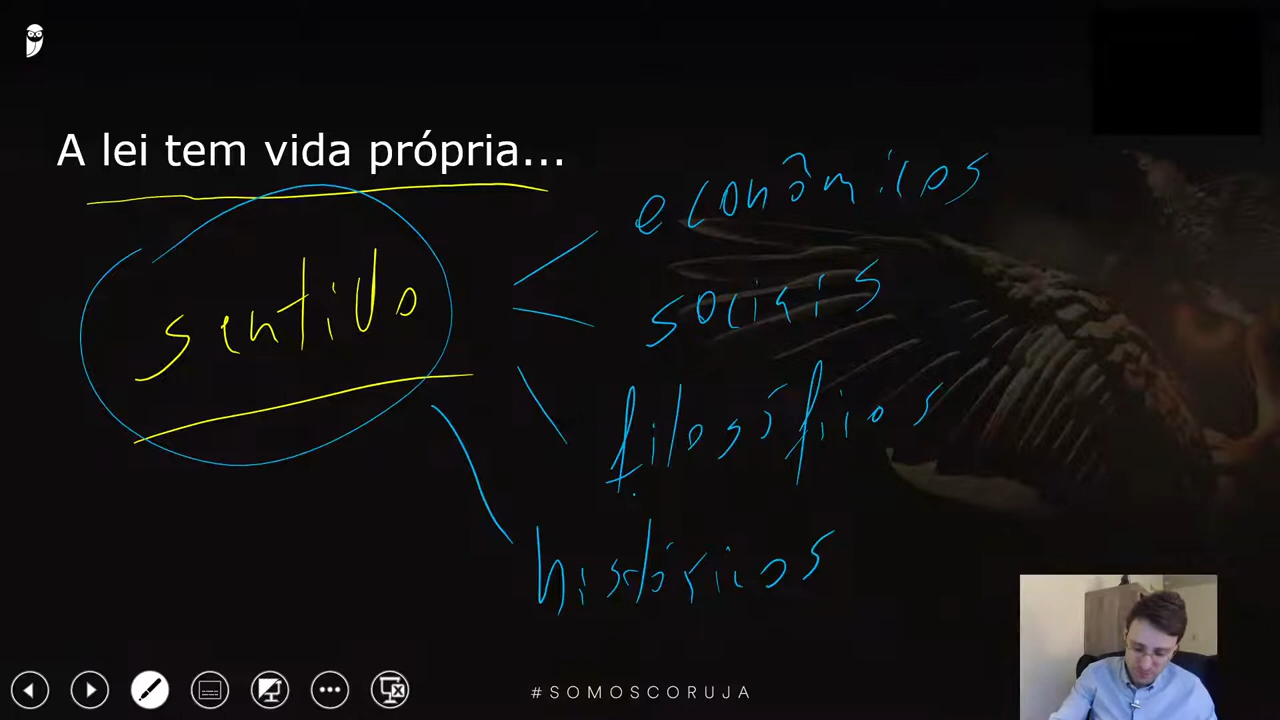 A lei tem vida própria...
econômicos
sentido
sociais
filosóficos
históricos
#SOMOSCORUJA